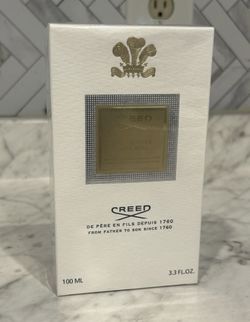 CREED
CREED
DE PÈRE EN FILS DEPUIS 1760
FROM FATHER TO SON SINCE 1760
100 ML
3.3 FL.OZ.